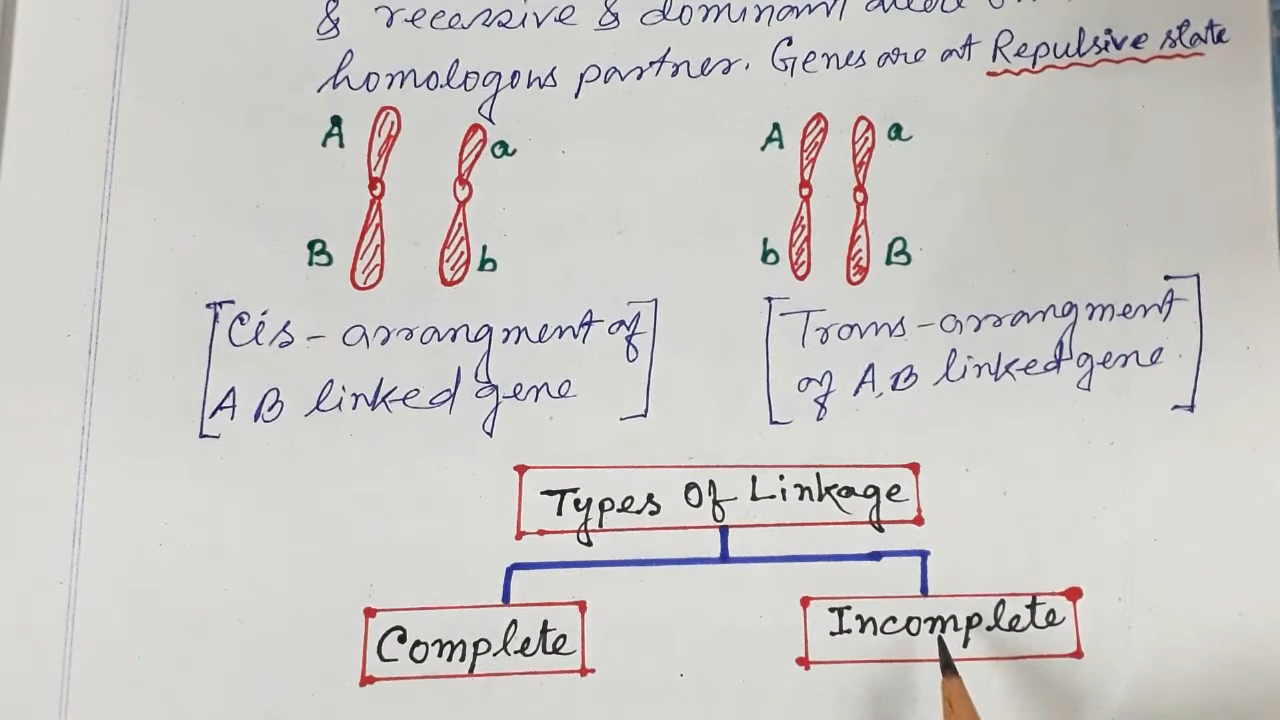 & recessive & dominant
homologous partner. Genes are at Repulsive state
A a A a
B b b B
[Cis-arrangment of
A B linked gene]
[Trans-arrangment
of A,B linked gene.]
Types Of Linkage
Complete Incomplete